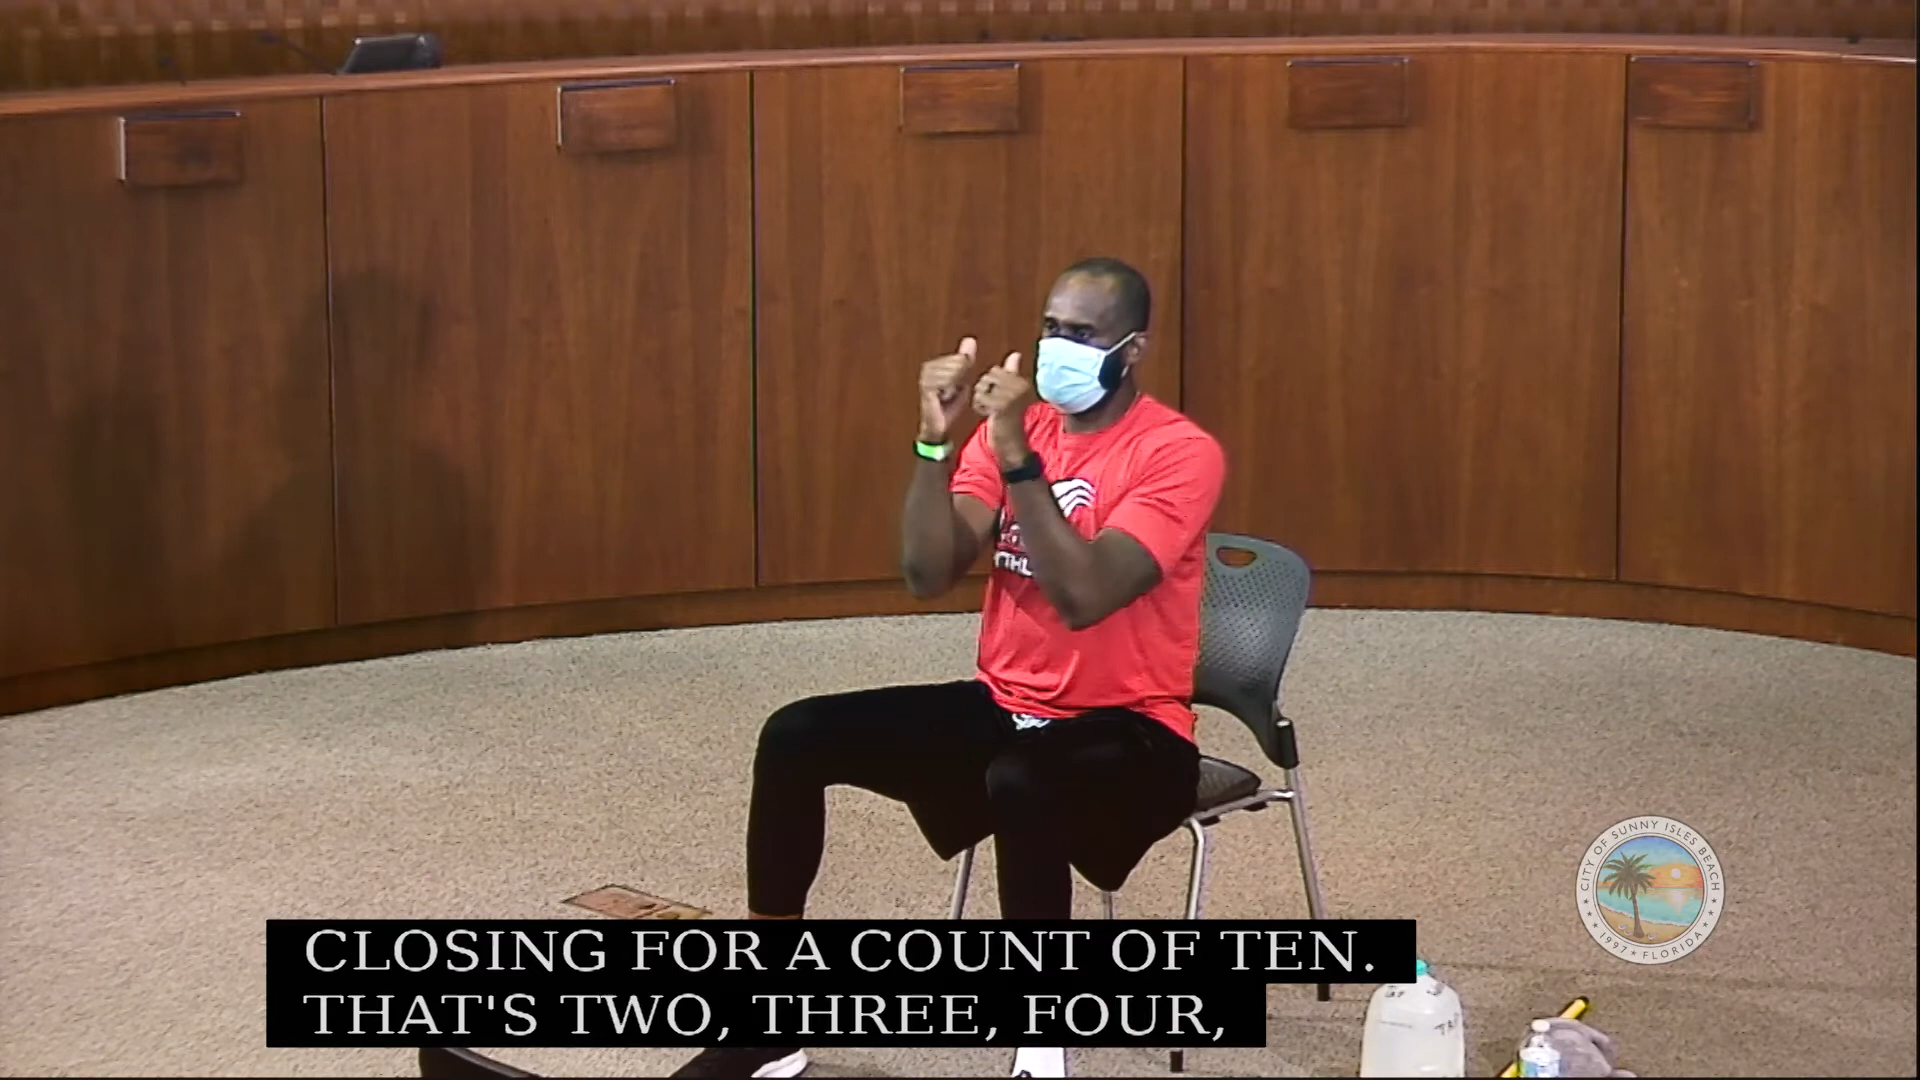 CLOSING FOR A COUNT OF TEN.
THAT'S TWO, THREE, FOUR,
CITY OF SUNNY ISLES BEACH
1997 ★ FLORIDA